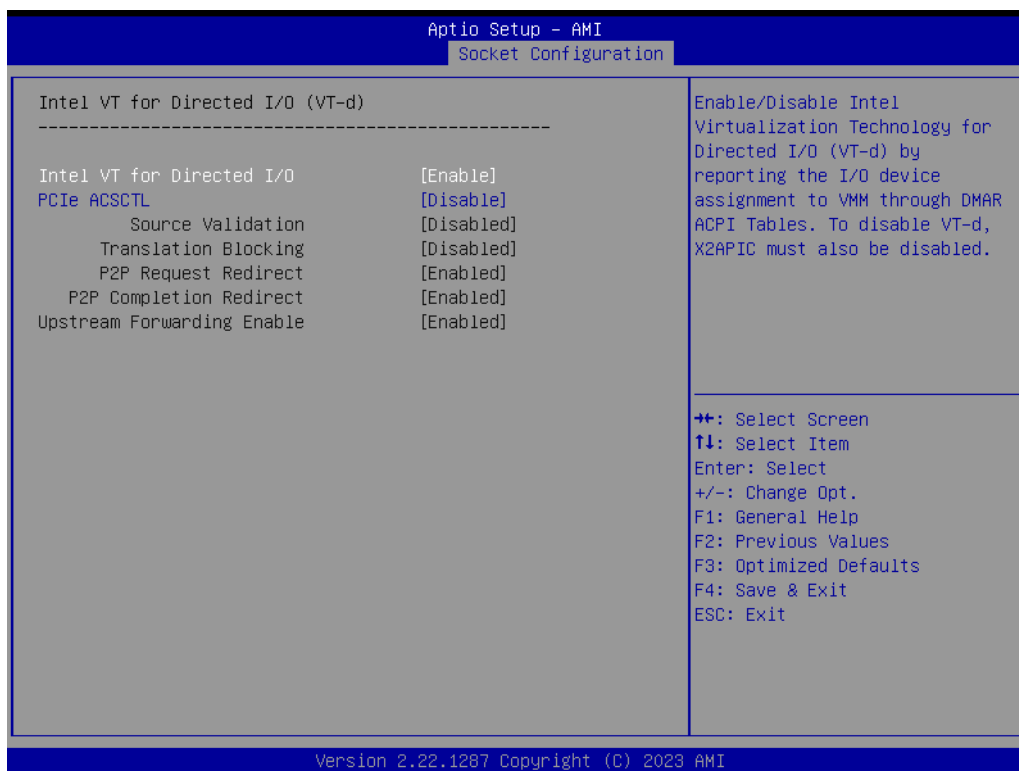 Aptio Setup – AMI
Socket Configuration
Intel VT for Directed I/O (VT-d)
--------------------------------------------------
Intel VT for Directed I/O [Enable]
PCIe ACSCTL [Disable]
Source Validation [Disabled]
Translation Blocking [Disabled]
P2P Request Redirect [Enabled]
P2P Completion Redirect [Enabled]
Upstream Forwarding Enable [Enabled]
Enable/Disable Intel
Virtualization Technology for
Directed I/O (VT-d) by
reporting the I/O device
assignment to VMM through DMAR
ACPI Tables. To disable VT-d,
X2APIC must also be disabled.
→←: Select Screen
↑↓: Select Item
Enter: Select
+/-: Change Opt.
F1: General Help
F2: Previous Values
F3: Optimized Defaults
F4: Save & Exit
ESC: Exit
Version 2.22.1287 Copyright (C) 2023 AMI